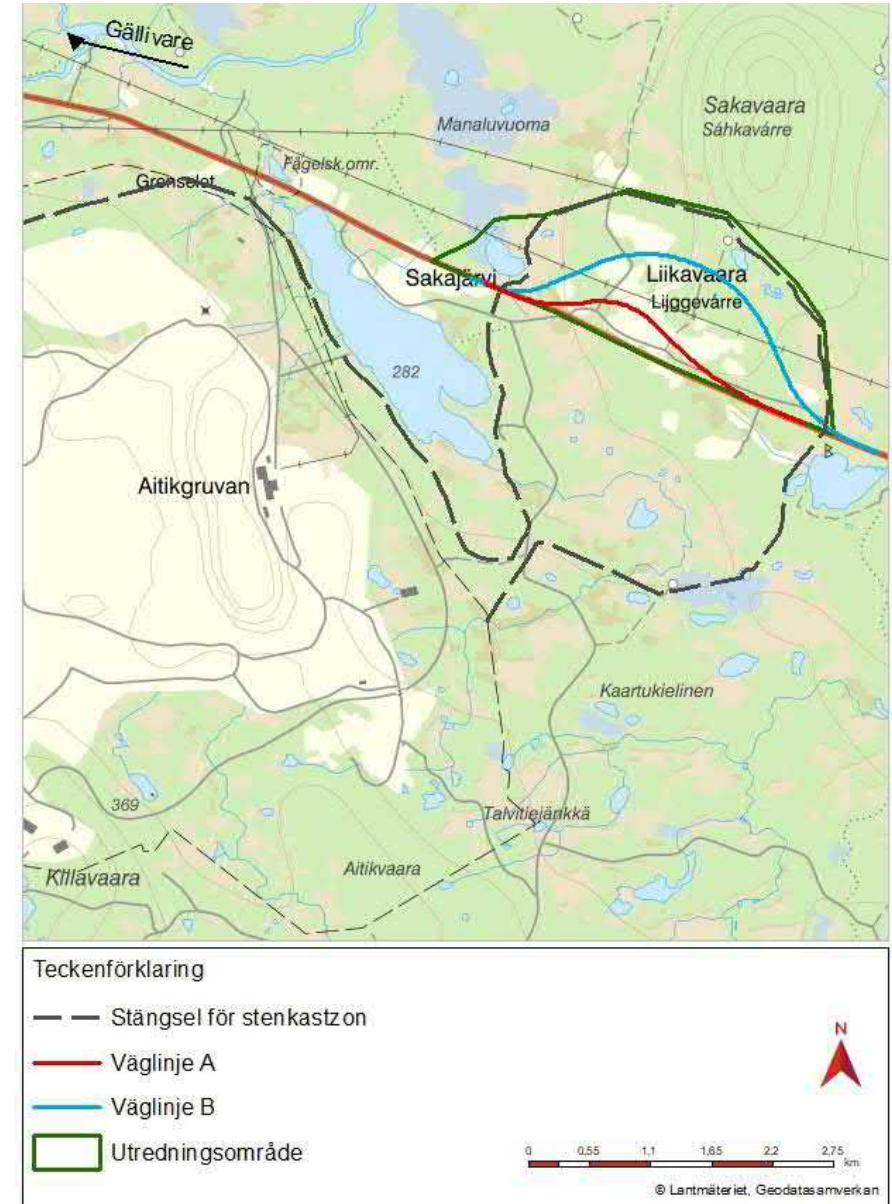 Gällivare
Sakavaara
Sáhkavárre
Manaluvuoma
Fågelsk.omr.
Grenselet
Sakajärvi
Liikavaara
Lijggevárre
282
Aitikgruvan
Kaartukielinen
369
Talvitiejänkkä
Aitikvaara
Kiilavaara
Teckenförklaring
Stängsel för stenkastzon
Väglinje A
Väglinje B
Utredningsområde
N
0 0,55 1,1 1,65 2,2 2,75
km
© Lantmäteriet, Geodatasamverkan